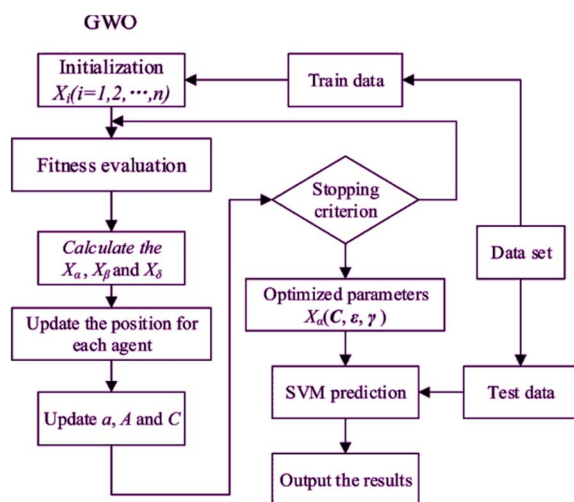 GWO
Initialization
Xi(i=1,2,⋯,n)
Train data
Fitness evaluation
Stopping
criterion
Calculate the
Xα, Xβ and Xδ
Data set
Optimized parameters
Xα(C, ε, γ)
Update the position for
each agent
SVM prediction
Test data
Update a, A and C
Output the results